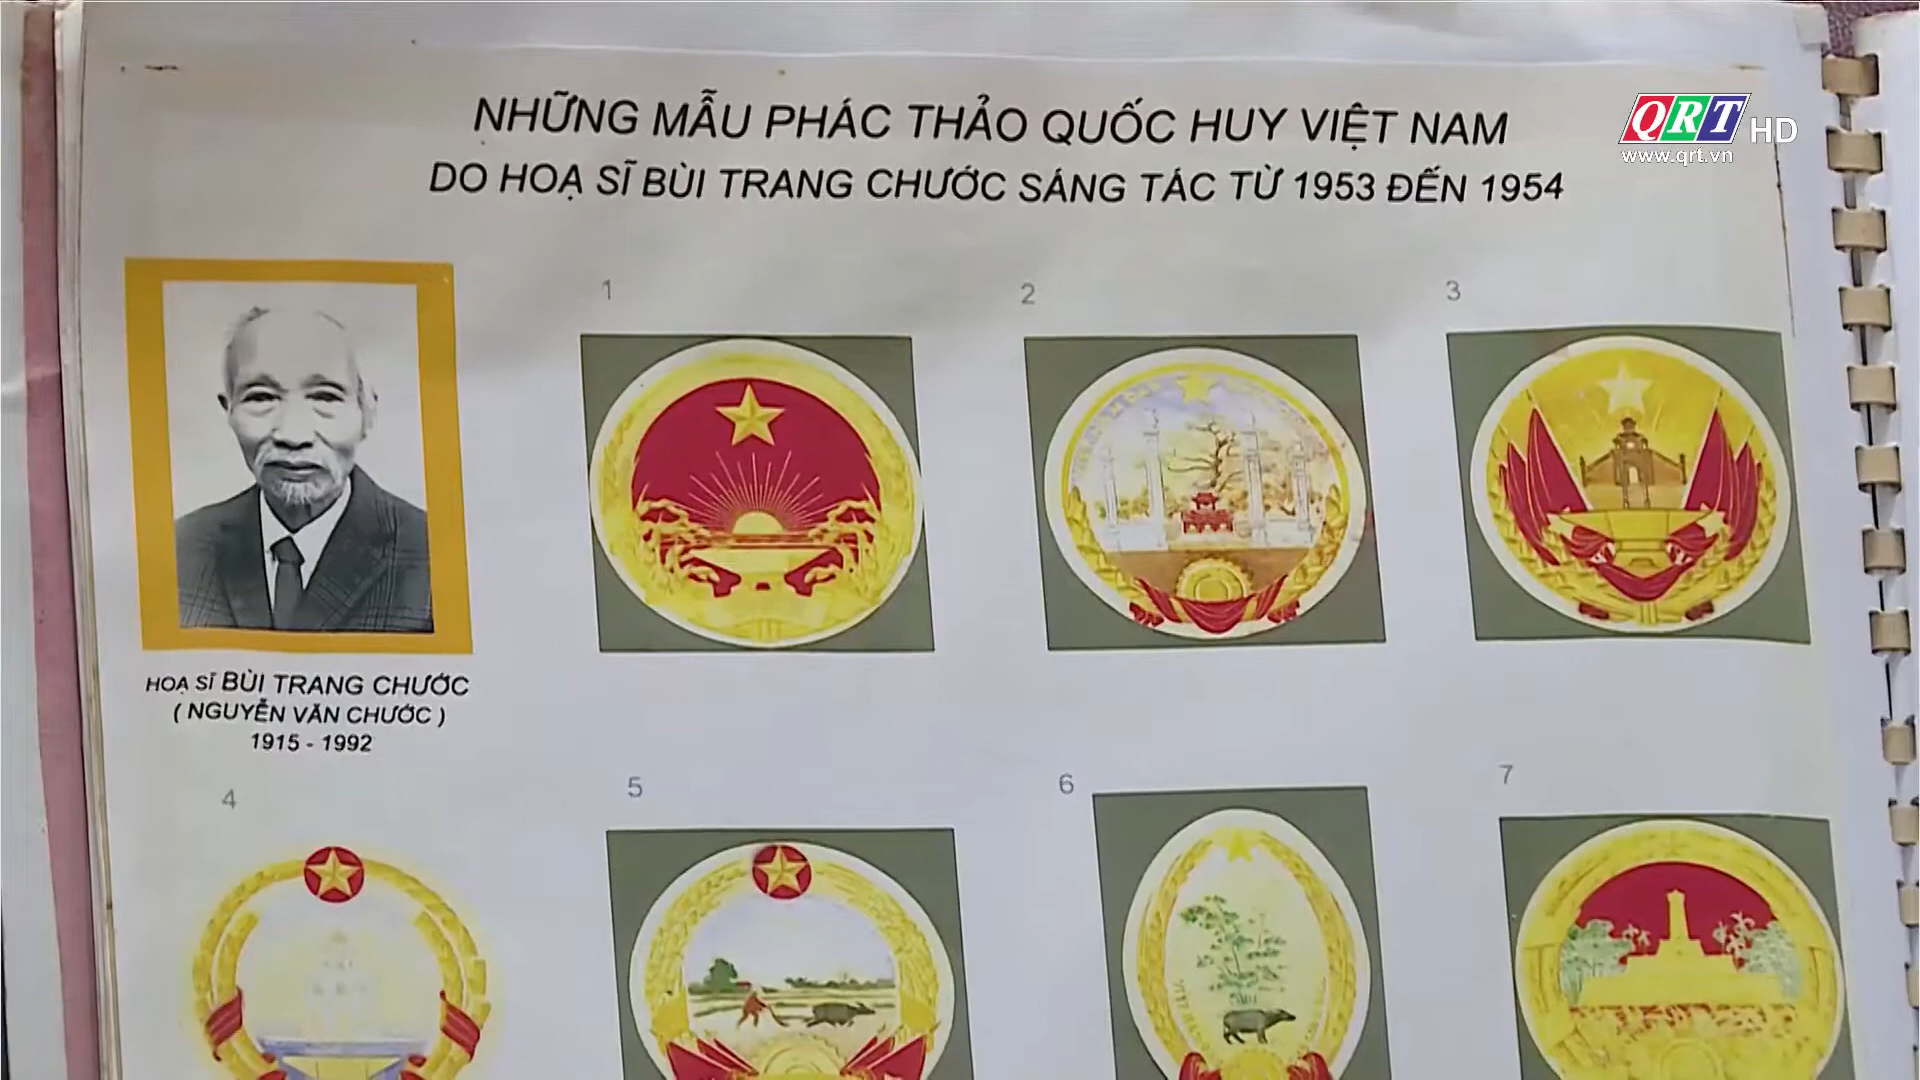 NHỮNG MẪU PHÁC THẢO QUỐC HUY VIỆT NAM
DO HOẠ SĨ BÙI TRANG CHƯỚC SÁNG TÁC TỪ 1953 ĐẾN 1954
QRT HD
www.qrt.vn
1
2
3
HOẠ SĨ BÙI TRANG CHƯỚC
( NGUYỄN VĂN CHƯỚC )
1915 - 1992
4
5
6
7